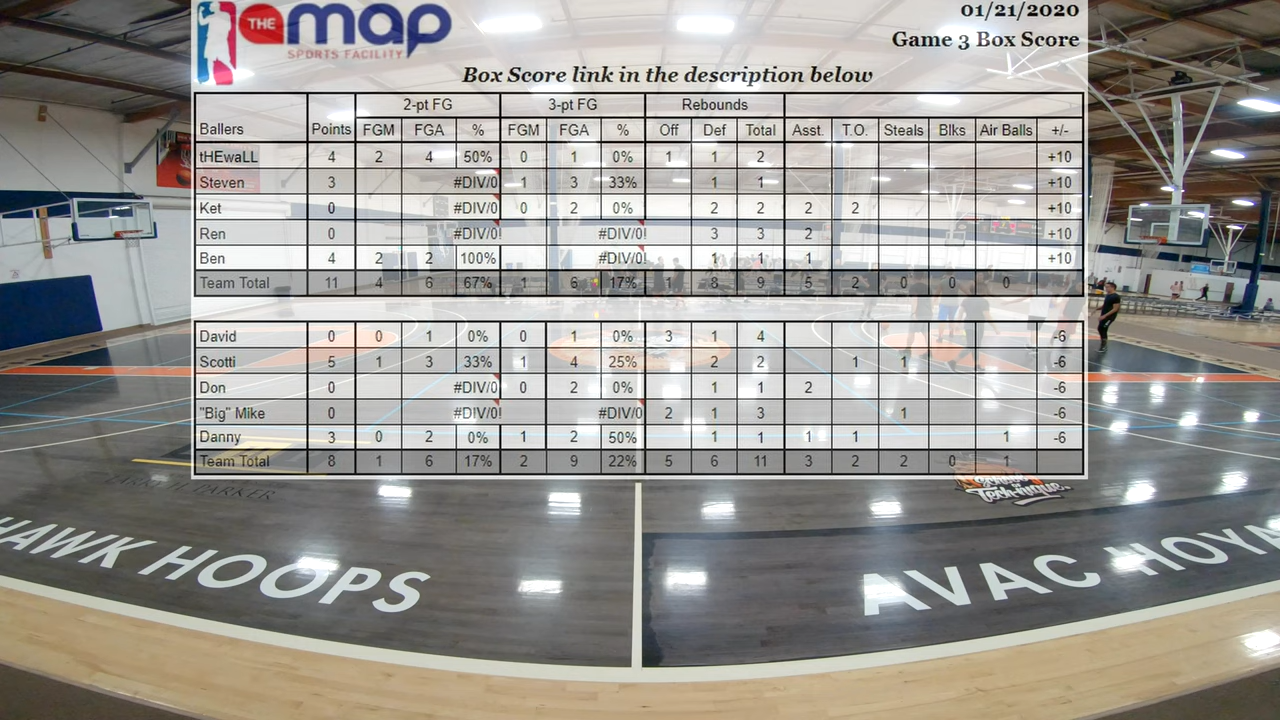 THE map
SPORTS FACILITY
01/21/2020
Game 3 Box Score
Box Score link in the description below
2-pt FG 3-pt FG Rebounds
Ballers Points FGM FGA % FGM FGA % Off Def Total Asst. T.O. Steals Blks Air Balls +/-
tHEwaLL 4 2 4 50% 0 1 0% 1 1 2 +10
Steven 3 #DIV/0 1 3 33% 1 1 +10
Ket 0 #DIV/0 0 2 0% 2 2 2 2 +10
Ren 0 #DIV/0! #DIV/0! 3 3 2 +10
Ben 4 2 2 100% #DIV/0! 1 1 1 +10
Team Total 11 4 6 67% 1 6 17% 1 8 9 5 2 0 0 0
David 0 0 1 0% 0 1 0% 3 1 4 -6
Scotti 5 1 3 33% 1 4 25% 2 2 1 1 -6
Don 0 #DIV/0 0 2 0% 1 1 2 -6
"Big" Mike 0 #DIV/0! #DIV/0 2 1 3 1 -6
Danny 3 0 2 0% 1 2 50% 1 1 1 1 1 -6
Team Total 8 1 6 17% 2 9 22% 5 6 11 3 2 2 0 1
LARRY H. PARKER
HAWK HOOPS
AVAC HOYA